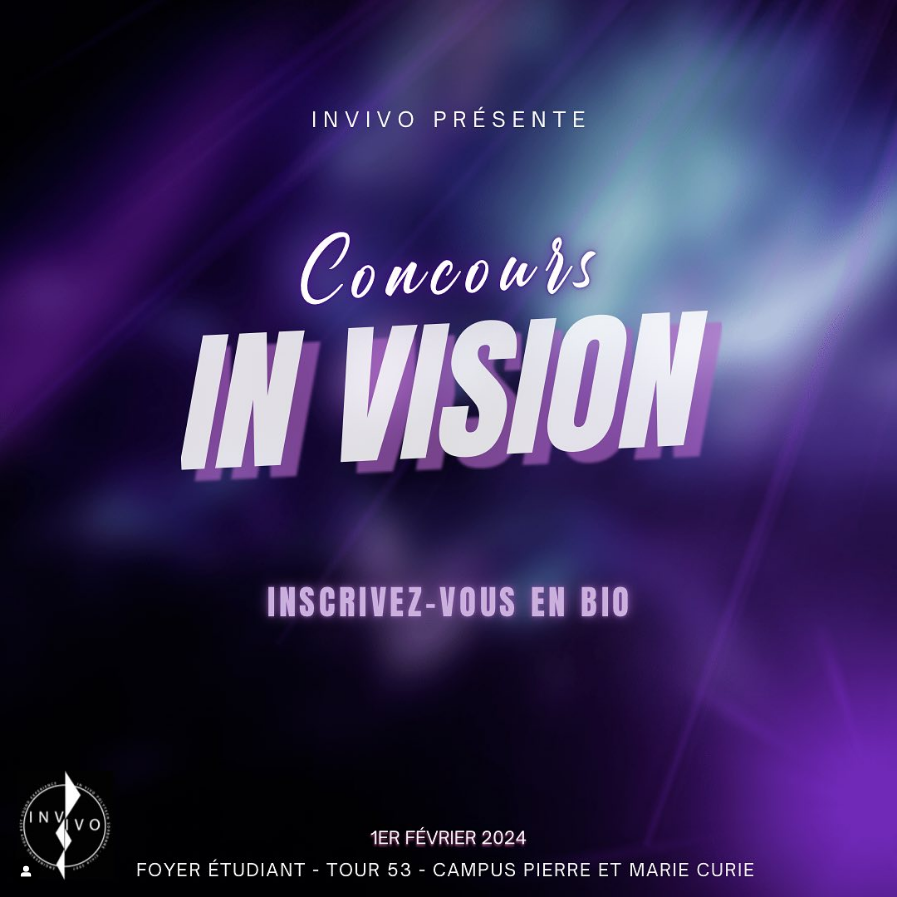 INVIVO PRÉSENTE
Concours
IN VISION
INSCRIVEZ-VOUS EN BIO
INVIVO
1ER FÉVRIER 2024
FOYER ÉTUDIANT - TOUR 53 - CAMPUS PIERRE ET MARIE CURIE